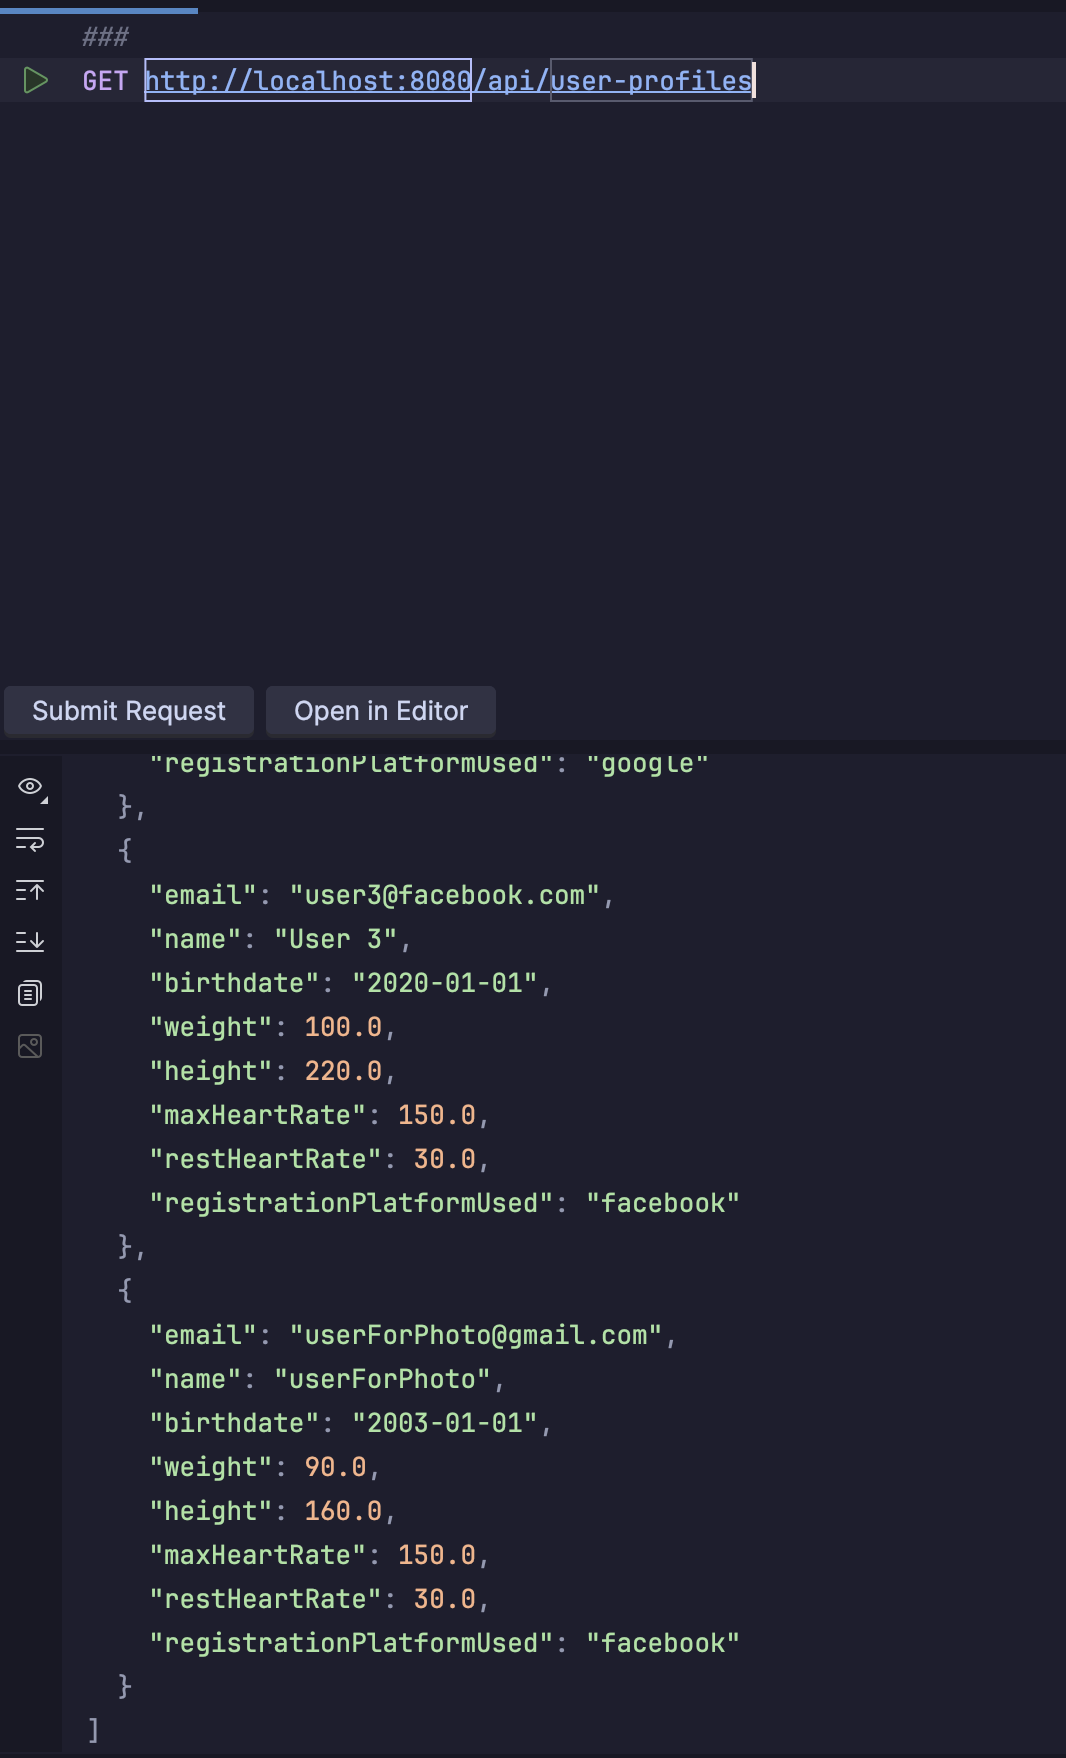 ###
GET http://localhost:8080/api/user-profiles
Submit Request
Open in Editor
"registrationPlatformUsed": "google"
},
{
"email": "user3@facebook.com",
"name": "User 3",
"birthdate": "2020-01-01",
"weight": 100.0,
"height": 220.0,
"maxHeartRate": 150.0,
"restHeartRate": 30.0,
"registrationPlatformUsed": "facebook"
},
{
"email": "userForPhoto@gmail.com",
"name": "userForPhoto",
"birthdate": "2003-01-01",
"weight": 90.0,
"height": 160.0,
"maxHeartRate": 150.0,
"restHeartRate": 30.0,
"registrationPlatformUsed": "facebook"
}
]